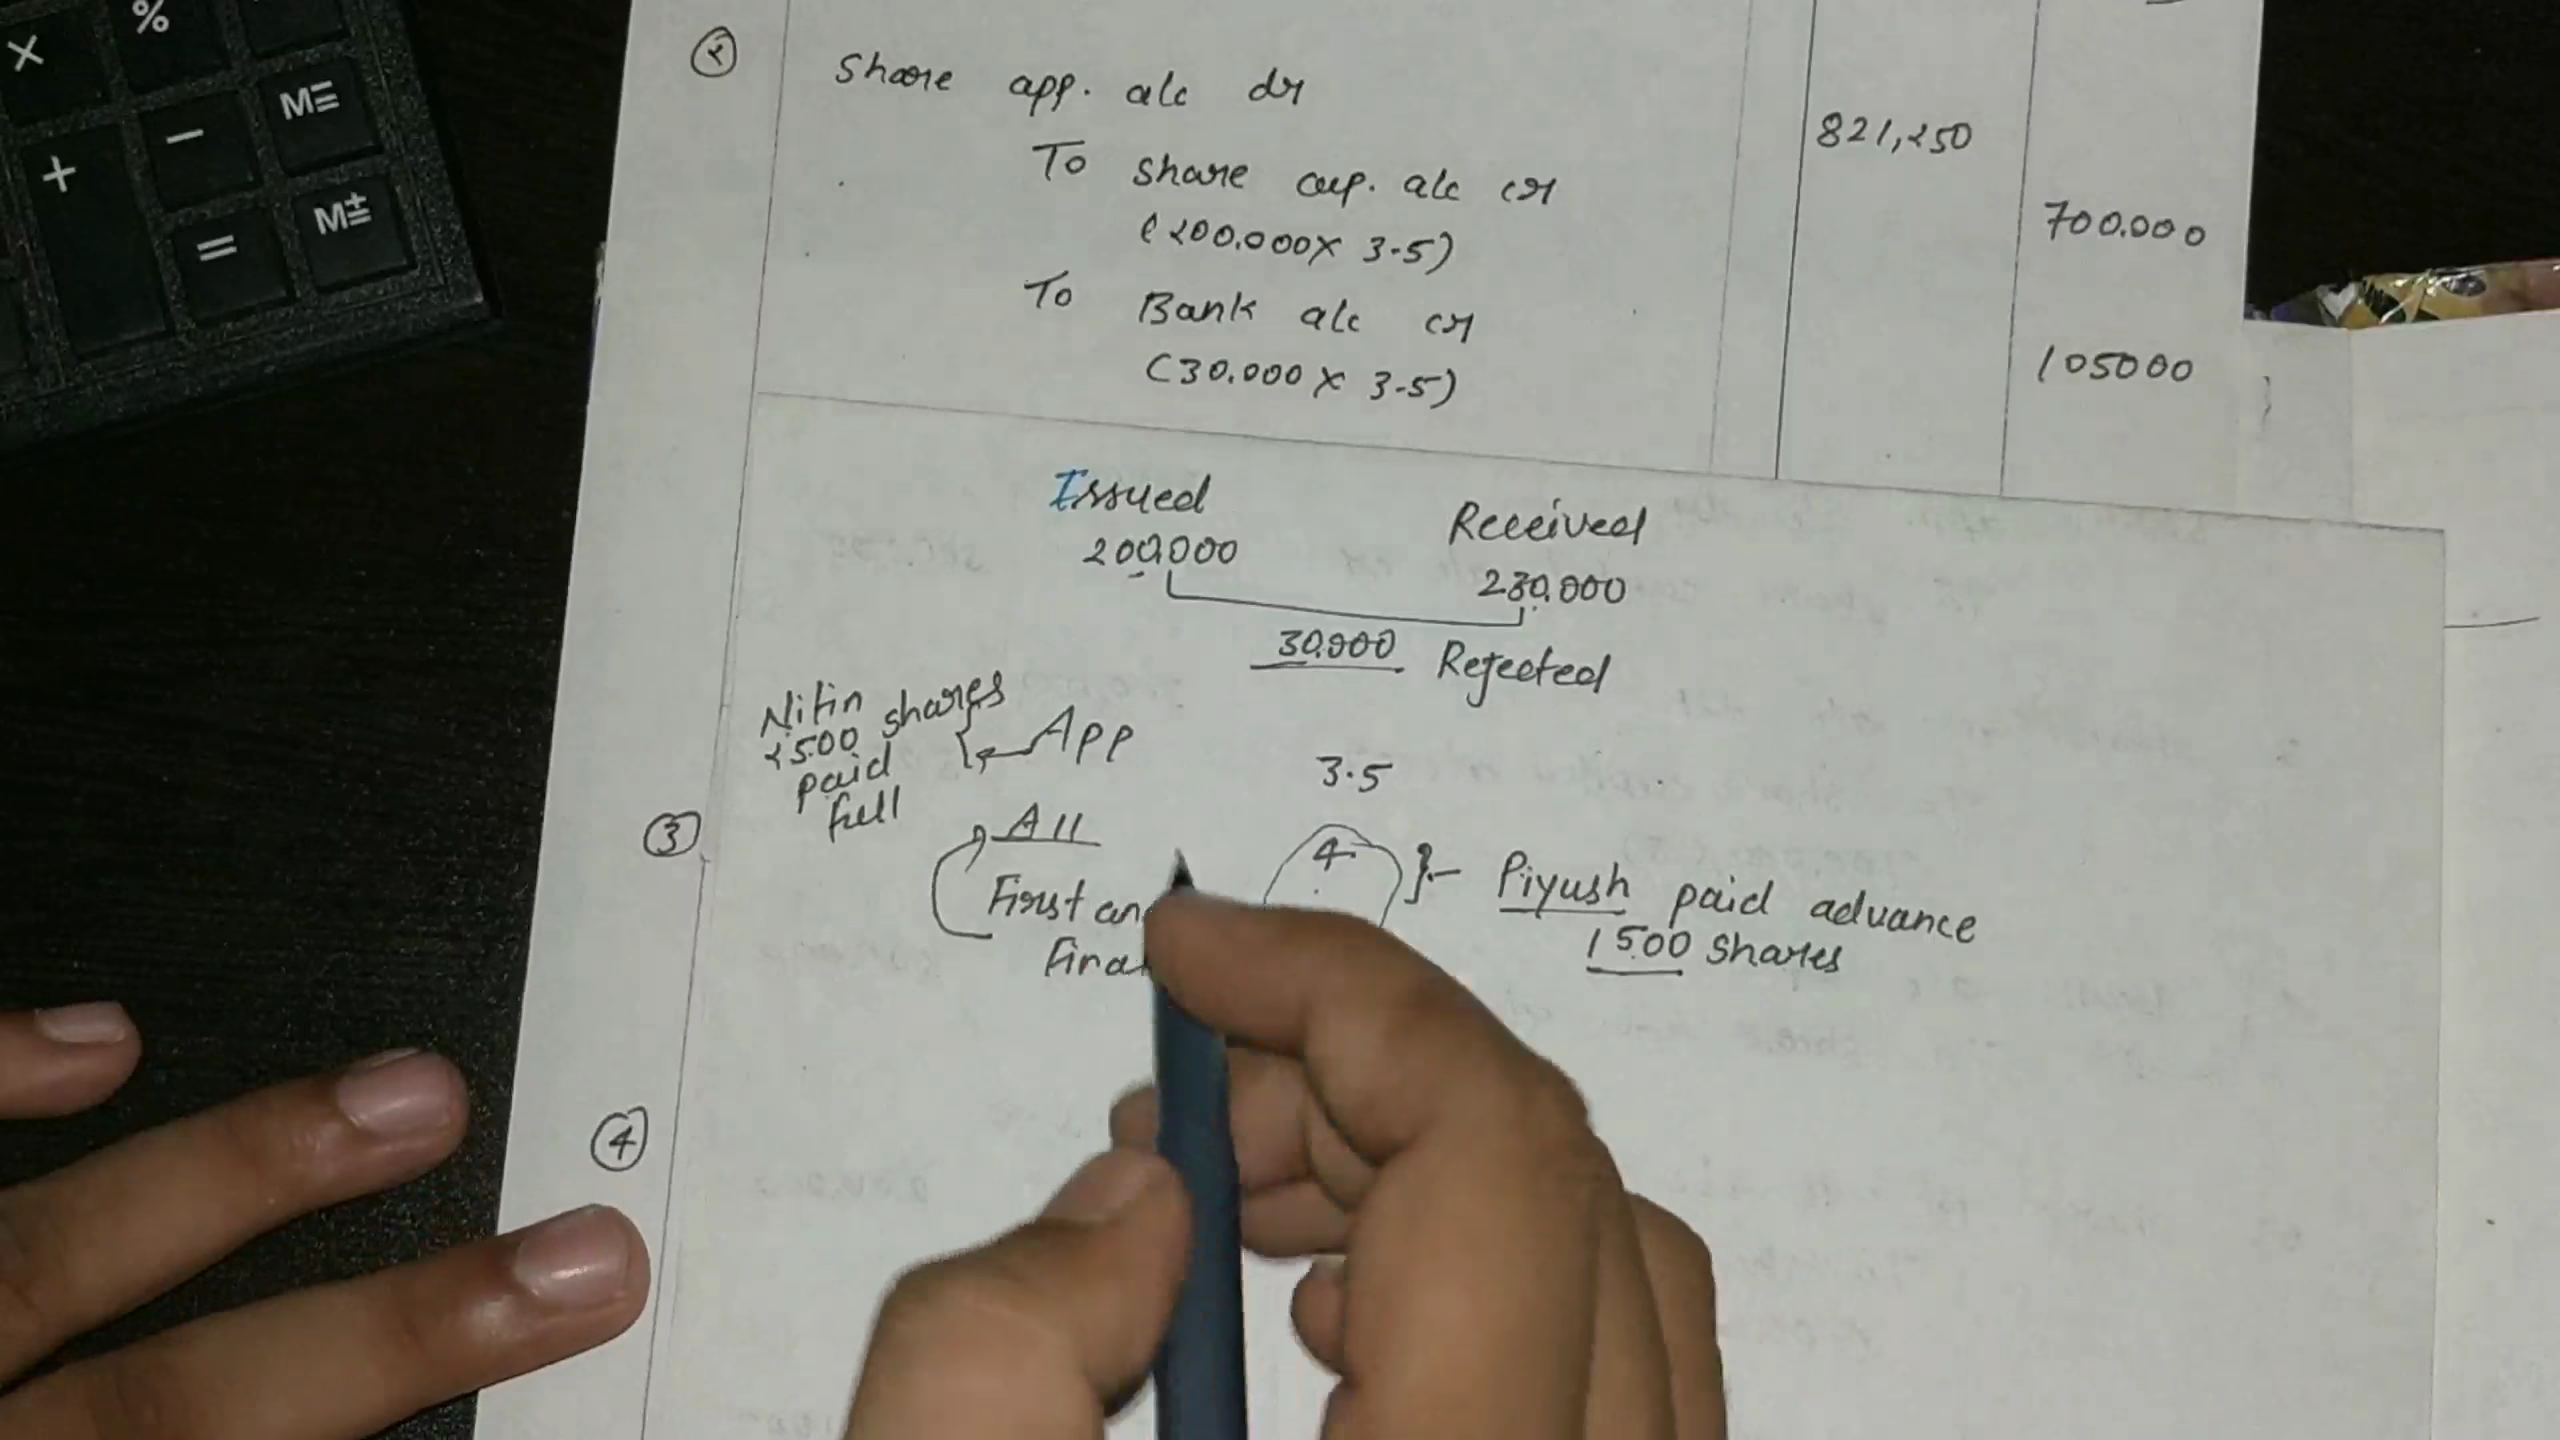 ×
%
M=
+
−
=
M±
②
Share app. a/c dr
821,250
To share cap. a/c cr
(200.000 × 3.5)
700.000
To Bank a/c cr
(30.000 × 3.5)
105000
Issued
Received
200,000
230.000
30.000 Rejected
Nitin
2500 shares
paid
full
App
3.5
③
All
4.
First an
Fina
Piyush paid advance
1500 shares
④